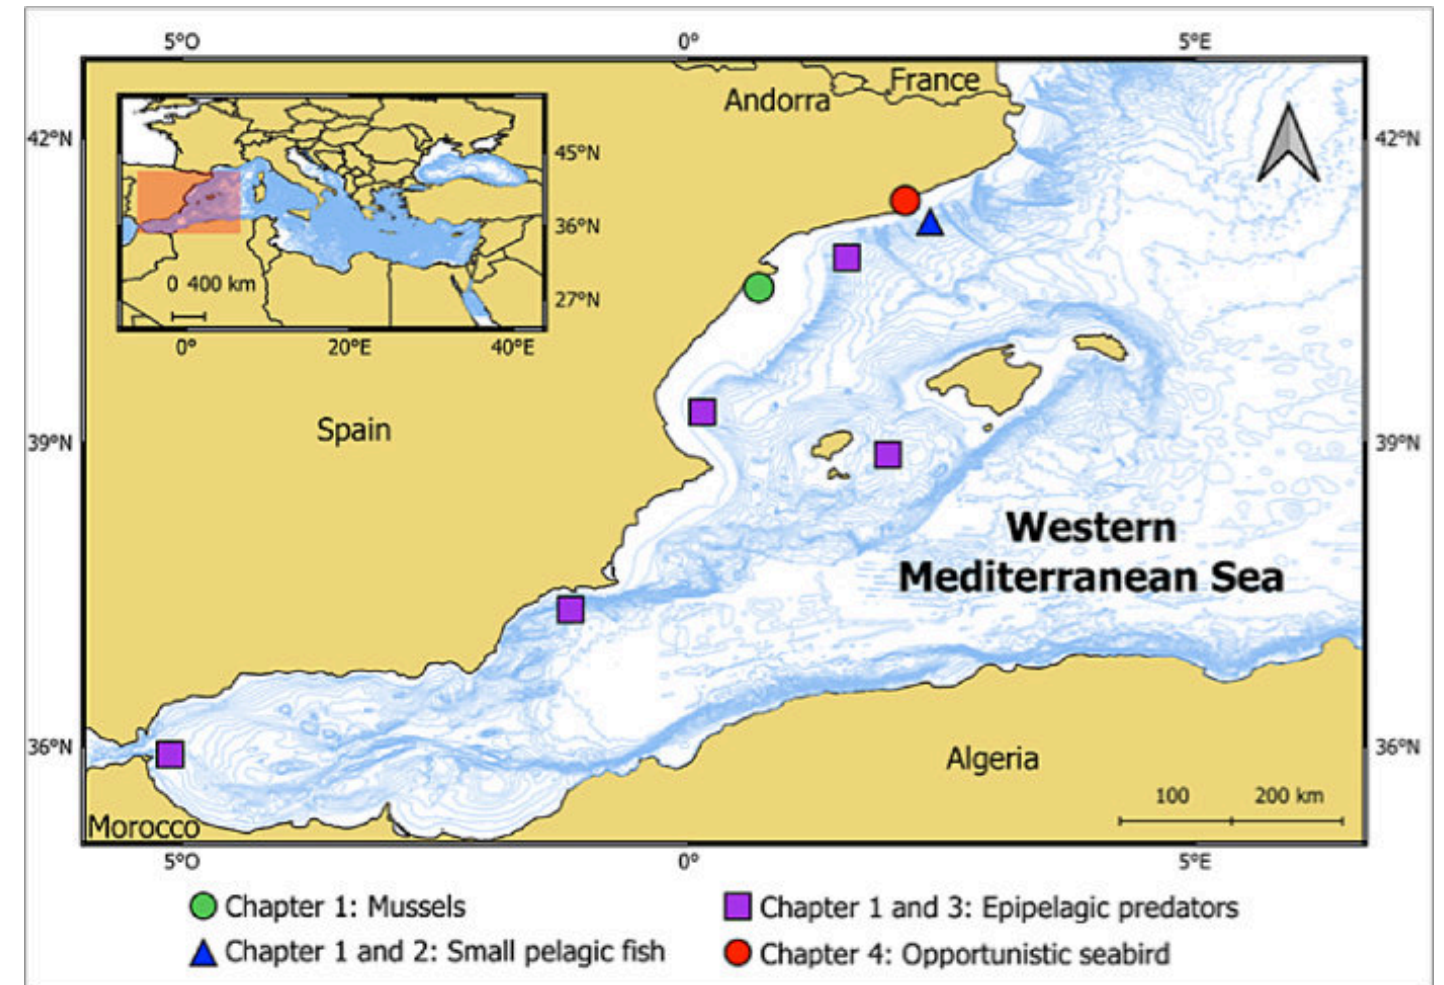 5°O 0° 5°E
France
Andorra
42°N 42°N
45°N
36°N
0 400 km
27°N
0° 20°E 40°E
Spain
39°N 39°N
Western
Mediterranean Sea
36°N 36°N
Algeria
100 200 km
Morocco
5°O 0° 5°E
Chapter 1: Mussels
Chapter 1 and 3: Epipelagic predators
Chapter 1 and 2: Small pelagic fish
Chapter 4: Opportunistic seabird